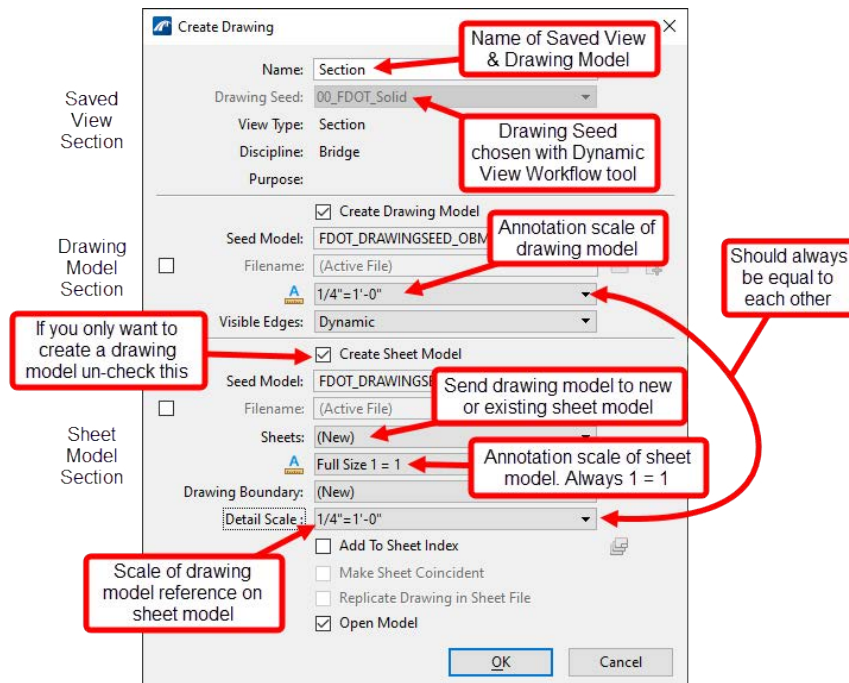 Create Drawing
Name of Saved View
& Drawing Model
Name: Section
Saved
View
Section
Drawing Seed: 00_FDOT_Solid
View Type: Section
Discipline: Bridge
Purpose:
Drawing Seed
chosen with Dynamic
View Workflow tool
Create Drawing Model
Drawing
Model
Section
Seed Model: FDOT_DRAWINGSEED_OBM
Annotation scale of
drawing model
Filename: (Active File)
A 1/4"=1'-0"
Visible Edges: Dynamic
Should always
be equal to
each other
If you only want to
create a drawing
model un-check this
Create Sheet Model
Seed Model: FDOT_DRAWINGSE
Send drawing model to new
or existing sheet model
Filename: (Active File)
Sheet
Model
Section
Sheets: (New)
A Full Size 1 = 1
Annotation scale of sheet
model. Always 1 = 1
Drawing Boundary: (New)
Detail Scale : 1/4"=1'-0"
Add To Sheet Index
Scale of drawing
model reference on
sheet model
Make Sheet Coincident
Replicate Drawing in Sheet File
Open Model
OK
Cancel